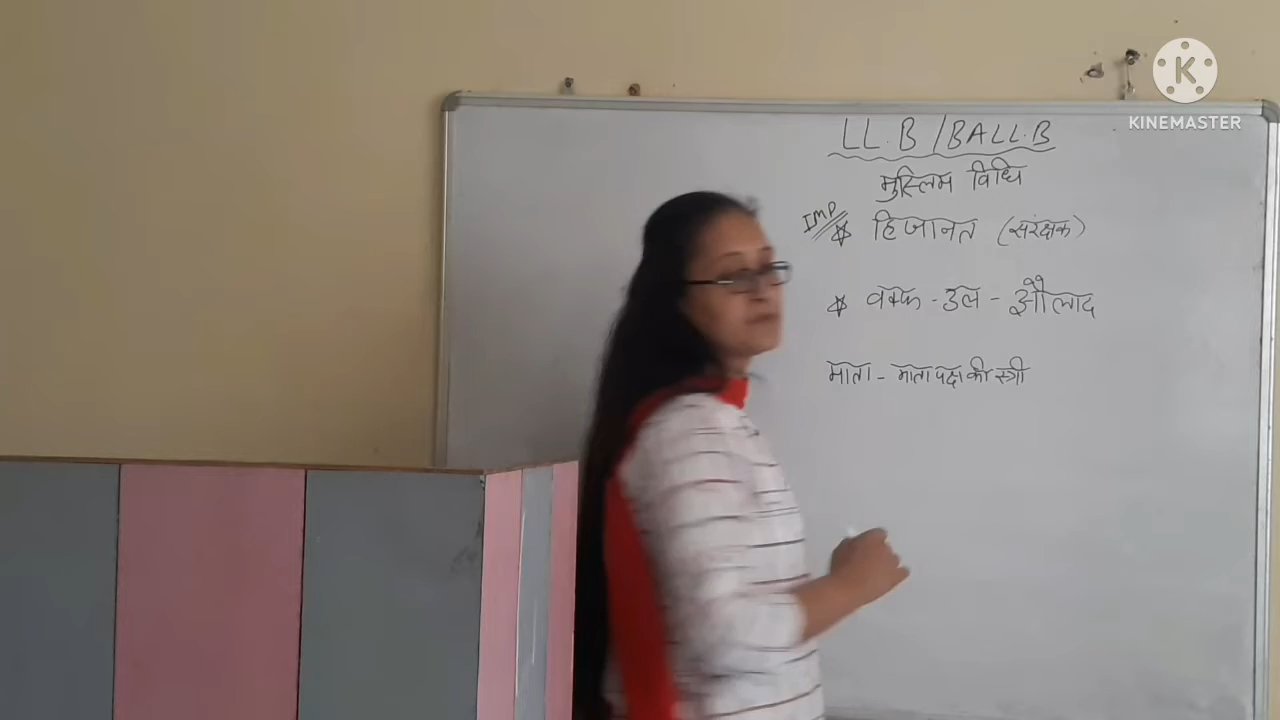 KINEMASTER
LL.B / BALL.B
मुस्लिम विधि
IMP हिजानत (संरक्षक)
वक्फ - उल - औलाद
माता - माता पक्ष की स्त्री